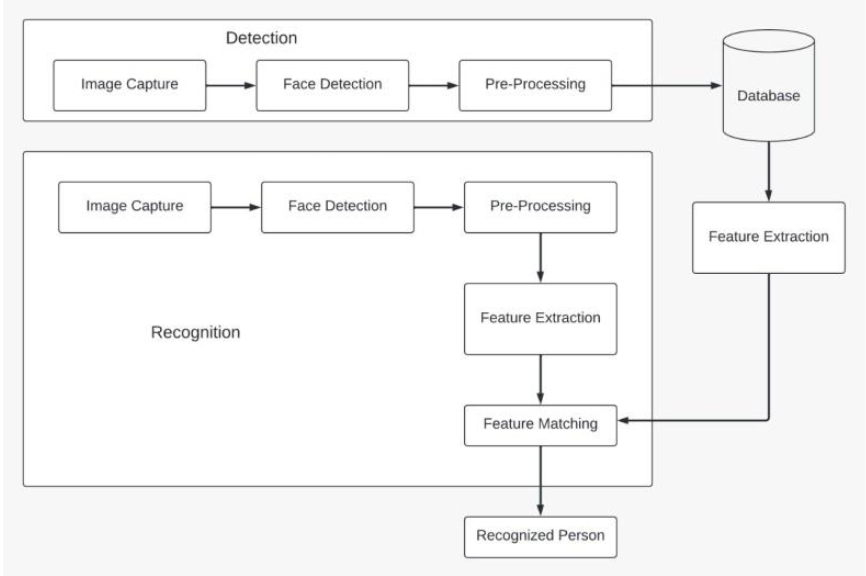 Detection
Image Capture
Face Detection
Pre-Processing
Database
Image Capture
Face Detection
Pre-Processing
Feature Extraction
Feature Extraction
Recognition
Feature Matching
Recognized Person